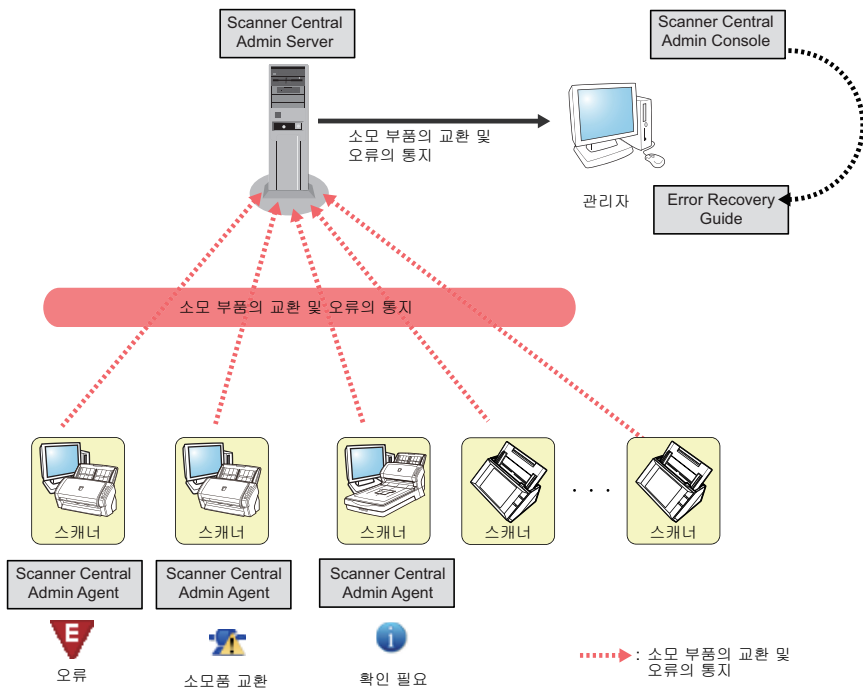 Scanner Central
Admin Server
Scanner Central
Admin Console
소모 부품의 교환 및
오류의 통지
관리자
Error Recovery
Guide
소모 부품의 교환 및 오류의 통지
스캐너
스캐너
스캐너
스캐너
. . .
스캐너
Scanner Central
Admin Agent
Scanner Central
Admin Agent
Scanner Central
Admin Agent
E
오류
소모품 교환
i
확인 필요
: 소모 부품의 교환 및
오류의 통지